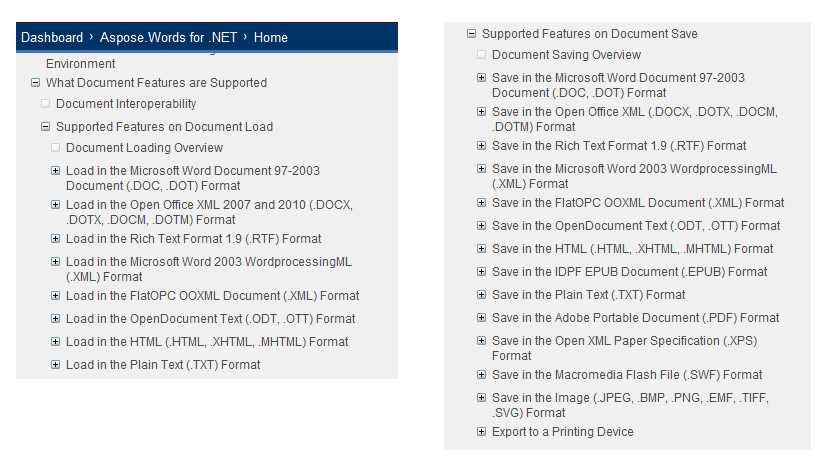 Dashboard › Aspose.Words for .NET › Home
Environment
What Document Features are Supported
Document Interoperability
Supported Features on Document Load
Document Loading Overview
Load in the Microsoft Word Document 97-2003
Document (.DOC, .DOT) Format
Load in the Open Office XML 2007 and 2010 (.DOCX,
.DOTX, .DOCM, .DOTM) Format
Load in the Rich Text Format 1.9 (.RTF) Format
Load in the Microsoft Word 2003 WordprocessingML
(.XML) Format
Load in the FlatOPC OOXML Document (.XML) Format
Load in the OpenDocument Text (.ODT, .OTT) Format
Load in the HTML (.HTML, .XHTML, .MHTML) Format
Load in the Plain Text (.TXT) Format
Supported Features on Document Save
Document Saving Overview
Save in the Microsoft Word Document 97-2003
Document (.DOC, .DOT) Format
Save in the Open Office XML (.DOCX, .DOTX, .DOCM,
.DOTM) Format
Save in the Rich Text Format 1.9 (.RTF) Format
Save in the Microsoft Word 2003 WordprocessingML
(.XML) Format
Save in the FlatOPC OOXML Document (.XML) Format
Save in the OpenDocument Text (.ODT, .OTT) Format
Save in the HTML (.HTML, .XHTML, .MHTML) Format
Save in the IDPF EPUB Document (.EPUB) Format
Save in the Plain Text (.TXT) Format
Save in the Adobe Portable Document (.PDF) Format
Save in the Open XML Paper Specification (.XPS)
Format
Save in the Macromedia Flash File (.SWF) Format
Save in the Image (.JPEG, .BMP, .PNG, .EMF, .TIFF,
.SVG) Format
Export to a Printing Device